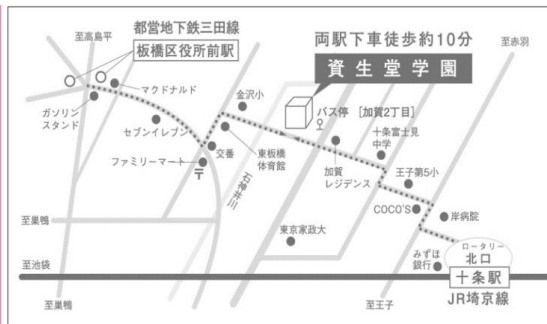 都営地下鉄三田線
板橋区役所前駅
両駅下車徒歩約10分
資生堂学園
至高島平
至赤羽
マクドナルド
金沢小
バス停 [加賀2丁目]
ガソリン
スタンド
セブンイレブン
十条富士見
中学
交番
東板橋
体育館
加賀
レジデンス
王子第5小
ファミリーマート
〒
石神井川
COCO'S
岸病院
至巣鴨
東京家政大
ロータリー
北口
みずほ
銀行
至池袋
十条駅
JR埼京線
至巣鴨
至王子